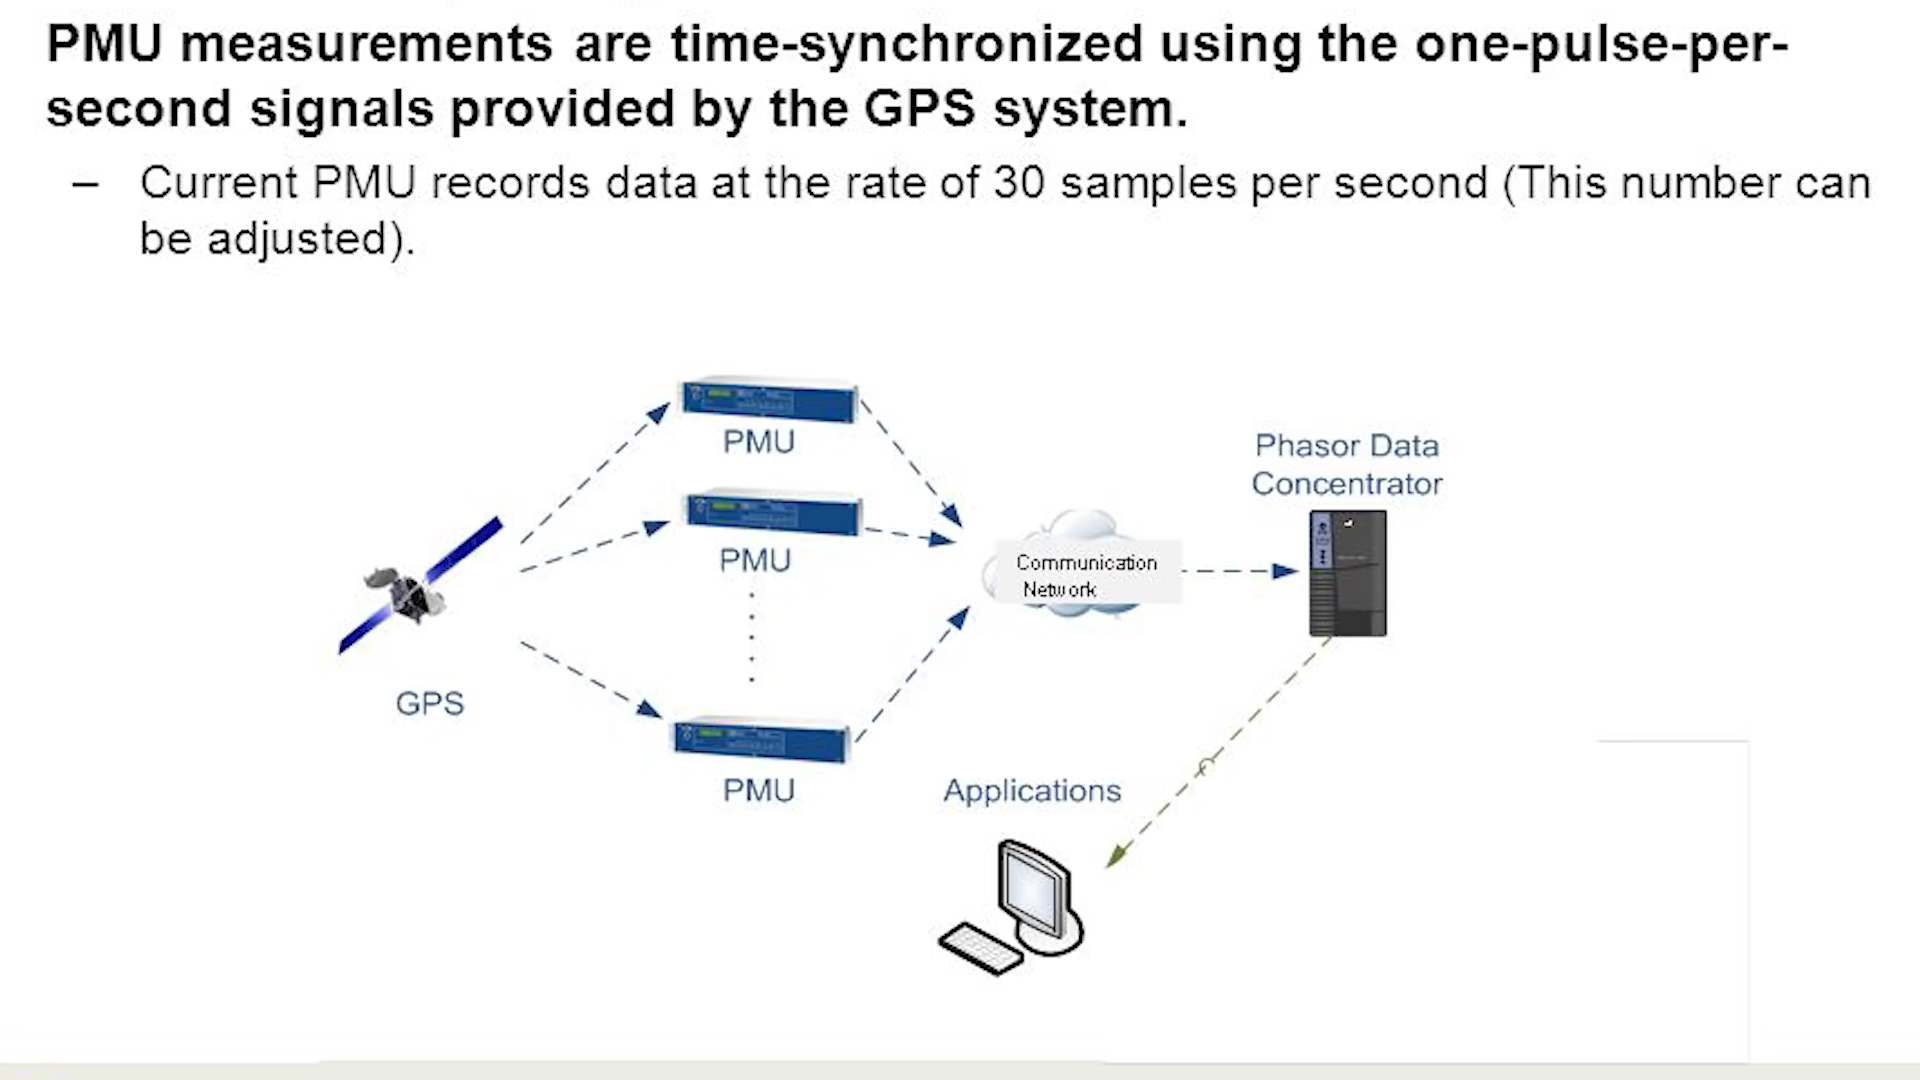 PMU measurements are time-synchronized using the one-pulse-per-
second signals provided by the GPS system.
– Current PMU records data at the rate of 30 samples per second (This number can
be adjusted).
PMU
PMU
PMU
GPS
Communication
Network
Phasor Data
Concentrator
Applications